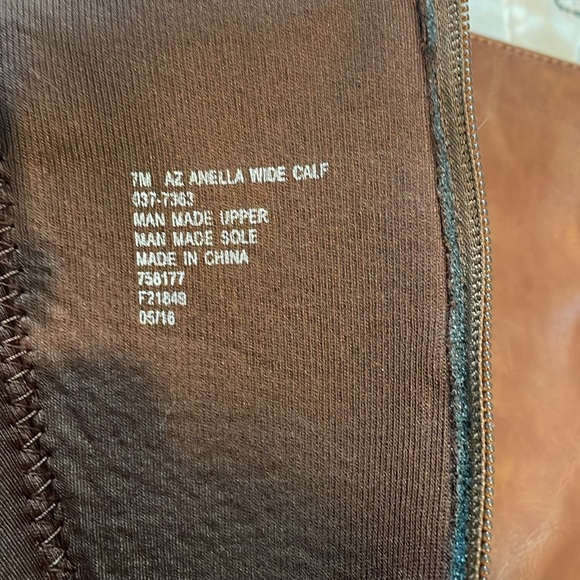 7M AZ ANELLA WIDE CALF
037-7363
MAN MADE UPPER
MAN MADE SOLE
MADE IN CHINA
758177
F21849
05/16